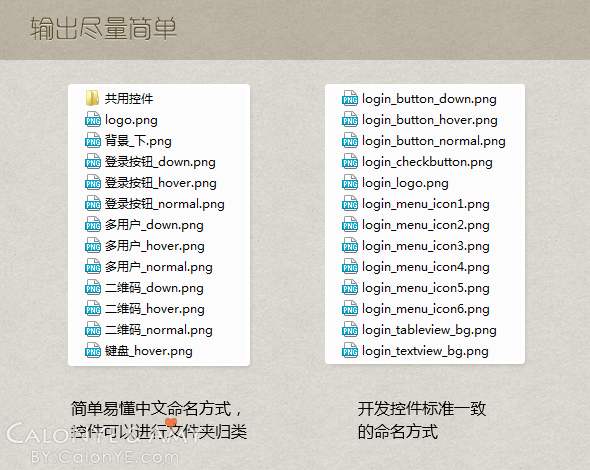 输出尽量简单
共用控件
logo.png
背景_下.png
登录按钮_down.png
登录按钮_hover.png
登录按钮_normal.png
多用户_down.png
多用户_hover.png
多用户_normal.png
二维码_down.png
二维码_hover.png
二维码_normal.png
键盘_hover.png
login_button_down.png
login_button_hover.png
login_button_normal.png
login_checkbutton.png
login_logo.png
login_menu_icon1.png
login_menu_icon2.png
login_menu_icon3.png
login_menu_icon4.png
login_menu_icon5.png
login_menu_icon6.png
login_tableview_bg.png
login_textview_bg.png
简单易懂中文命名方式，
控件可以进行文件夹归类
开发控件标准一致
的命名方式
CALONYE & AMY
BY CalonYE.com